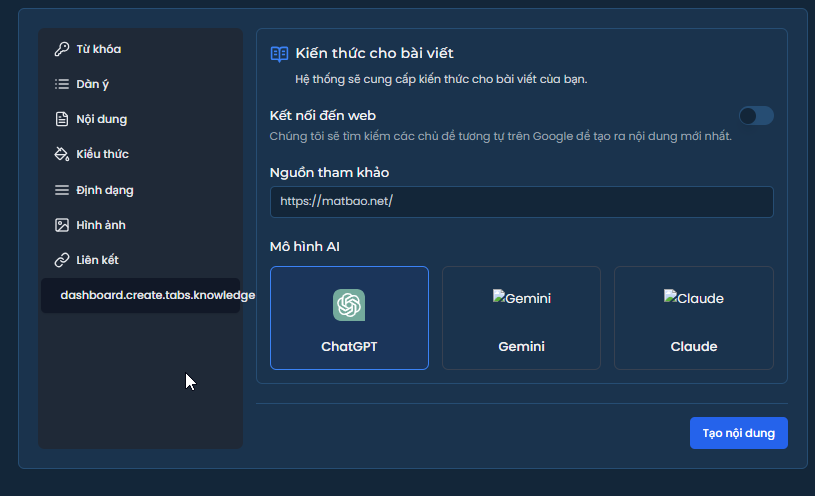 Từ khóa
Dàn ý
Nội dung
Kiểu thức
Định dạng
Hình ảnh
Liên kết
dashboard.create.tabs.knowledge
Kiến thức cho bài viết
Hệ thống sẽ cung cấp kiến thức cho bài viết của bạn.
Kết nối đến web
Chúng tôi sẽ tìm kiếm các chủ đề tương tự trên Google để tạo ra nội dung mới nhất.
Nguồn tham khảo
https://matbao.net/
Mô hình AI
Gemini
Claude
ChatGPT
Gemini
Claude
Tạo nội dung